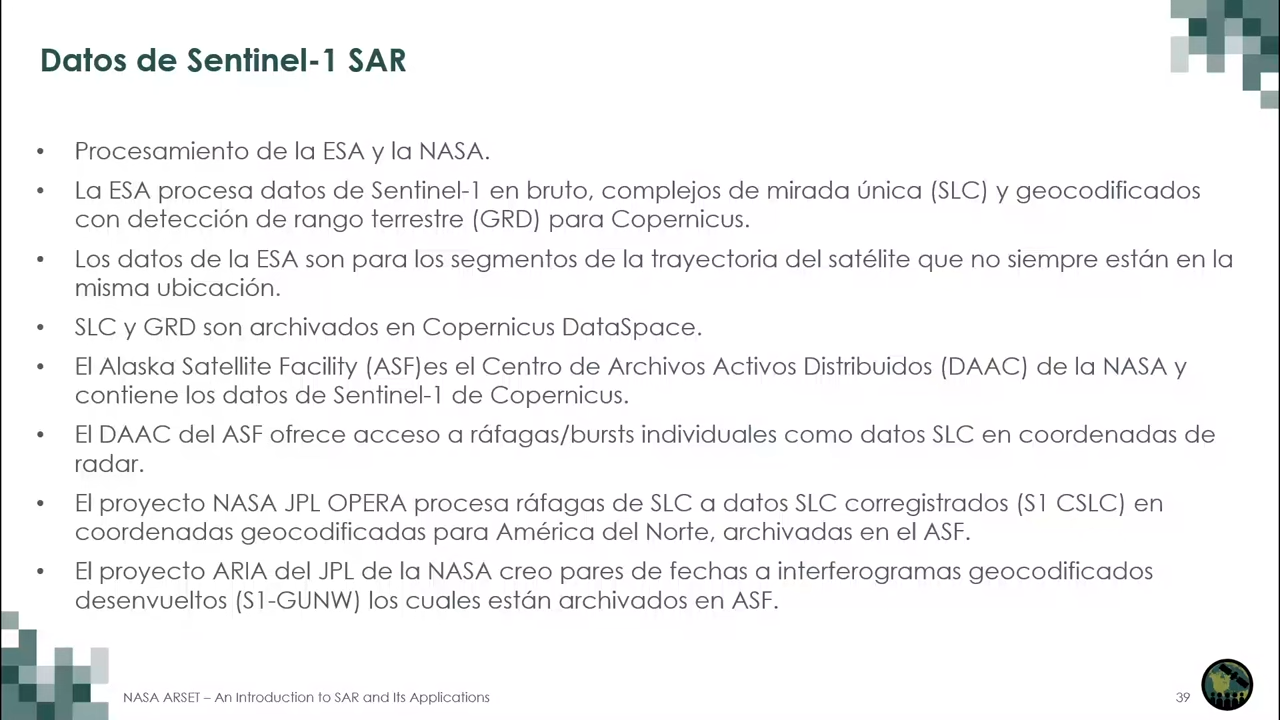 Datos de Sentinel-1 SAR
• Procesamiento de la ESA y la NASA.
• La ESA procesa datos de Sentinel-1 en bruto, complejos de mirada única (SLC) y geocodificados
con detección de rango terrestre (GRD) para Copernicus.
• Los datos de la ESA son para los segmentos de la trayectoria del satélite que no siempre están en la
misma ubicación.
• SLC y GRD son archivados en Copernicus DataSpace.
• El Alaska Satellite Facility (ASF)es el Centro de Archivos Activos Distribuidos (DAAC) de la NASA y
contiene los datos de Sentinel-1 de Copernicus.
• El DAAC del ASF ofrece acceso a ráfagas/bursts individuales como datos SLC en coordenadas de
radar.
• El proyecto NASA JPL OPERA procesa ráfagas de SLC a datos SLC corregistrados (S1 CSLC) en
coordenadas geocodificadas para América del Norte, archivadas en el ASF.
• El proyecto ARIA del JPL de la NASA creo pares de fechas a interferogramas geocodificados
desenvueltos (S1-GUNW) los cuales están archivados en ASF.
NASA ARSET – An Introduction to SAR and Its Applications
39